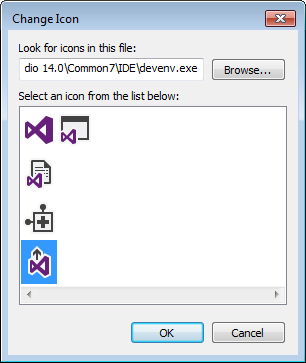 Change Icon
Look for icons in this file:
dio 14.0\Common7\IDE\devenv.exe
Browse...
Select an icon from the list below:
OK
Cancel